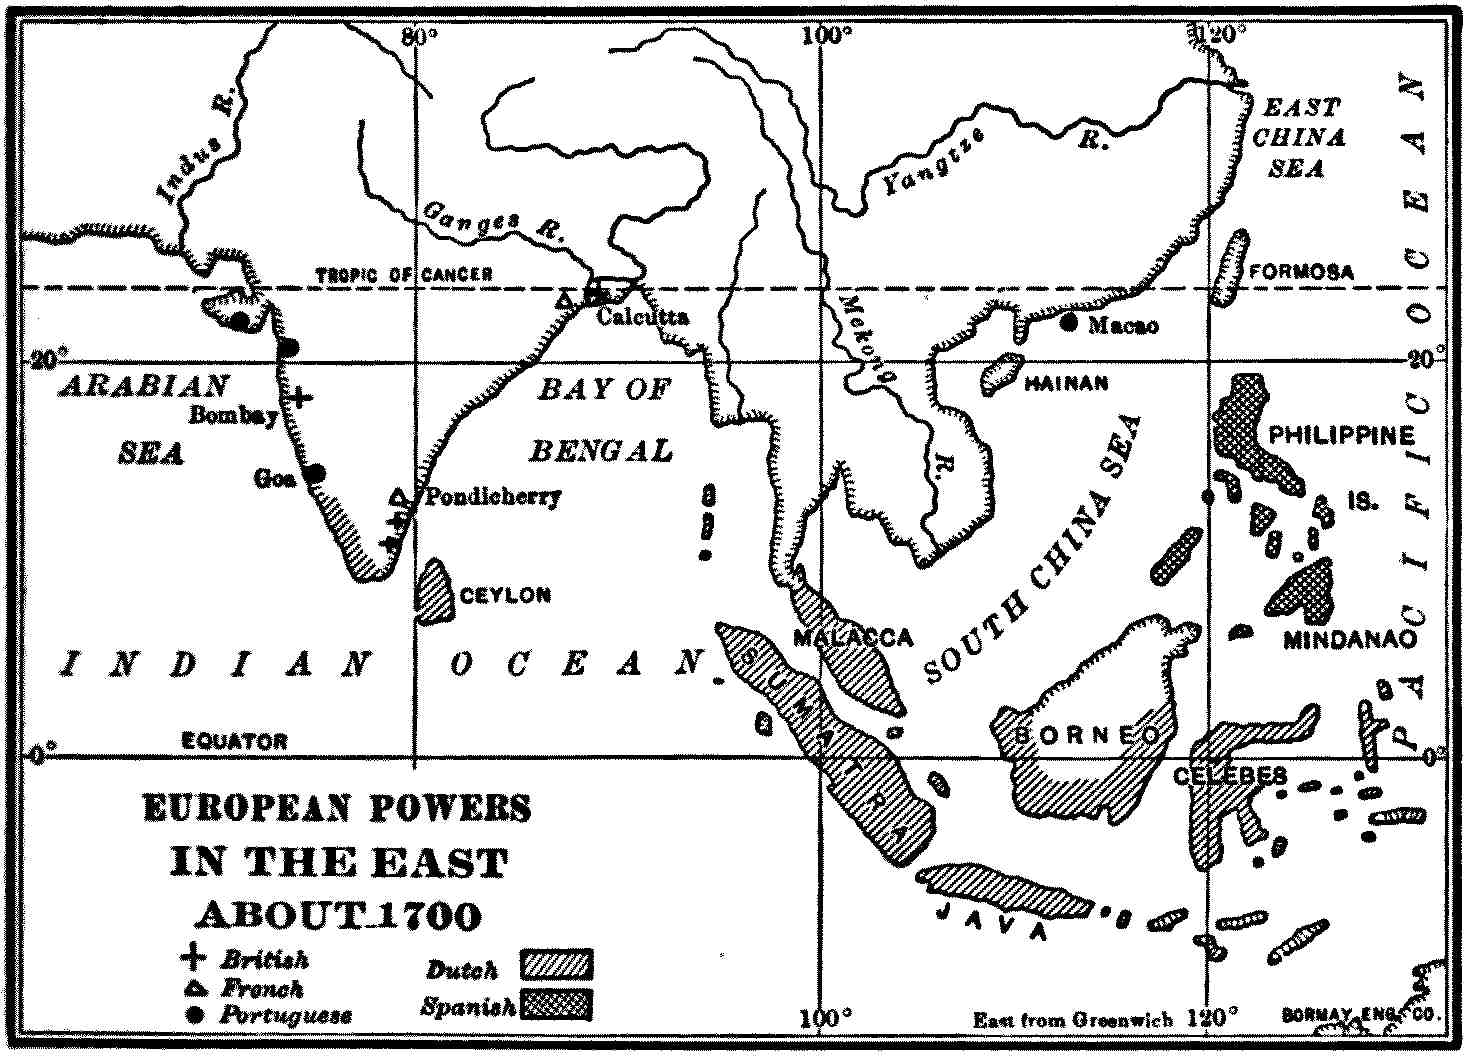 80°
100°
120°
Indus R.
Ganges R.
Yangtze R.
EAST
CHINA
SEA
PACIFIC OCEAN
TROPIC OF CANCER
FORMOSA
Calcutta
Macao
Mekong R.
20°
20°
ARABIAN
SEA
Bombay
BAY OF
BENGAL
HAINAN
PHILIPPINE
IS.
Goa
Pondicherry
SOUTH CHINA SEA
CEYLON
MALACCA
MINDANAO
INDIAN OCEAN
SUMATRA
BORNEO
CELEBES
EQUATOR
0°
0°
JAVA
EUROPEAN POWERS
IN THE EAST
ABOUT 1700
British
French
Portuguese
Dutch
Spanish
100°
East from Greenwich 120°
BORMAY ENG. CO.